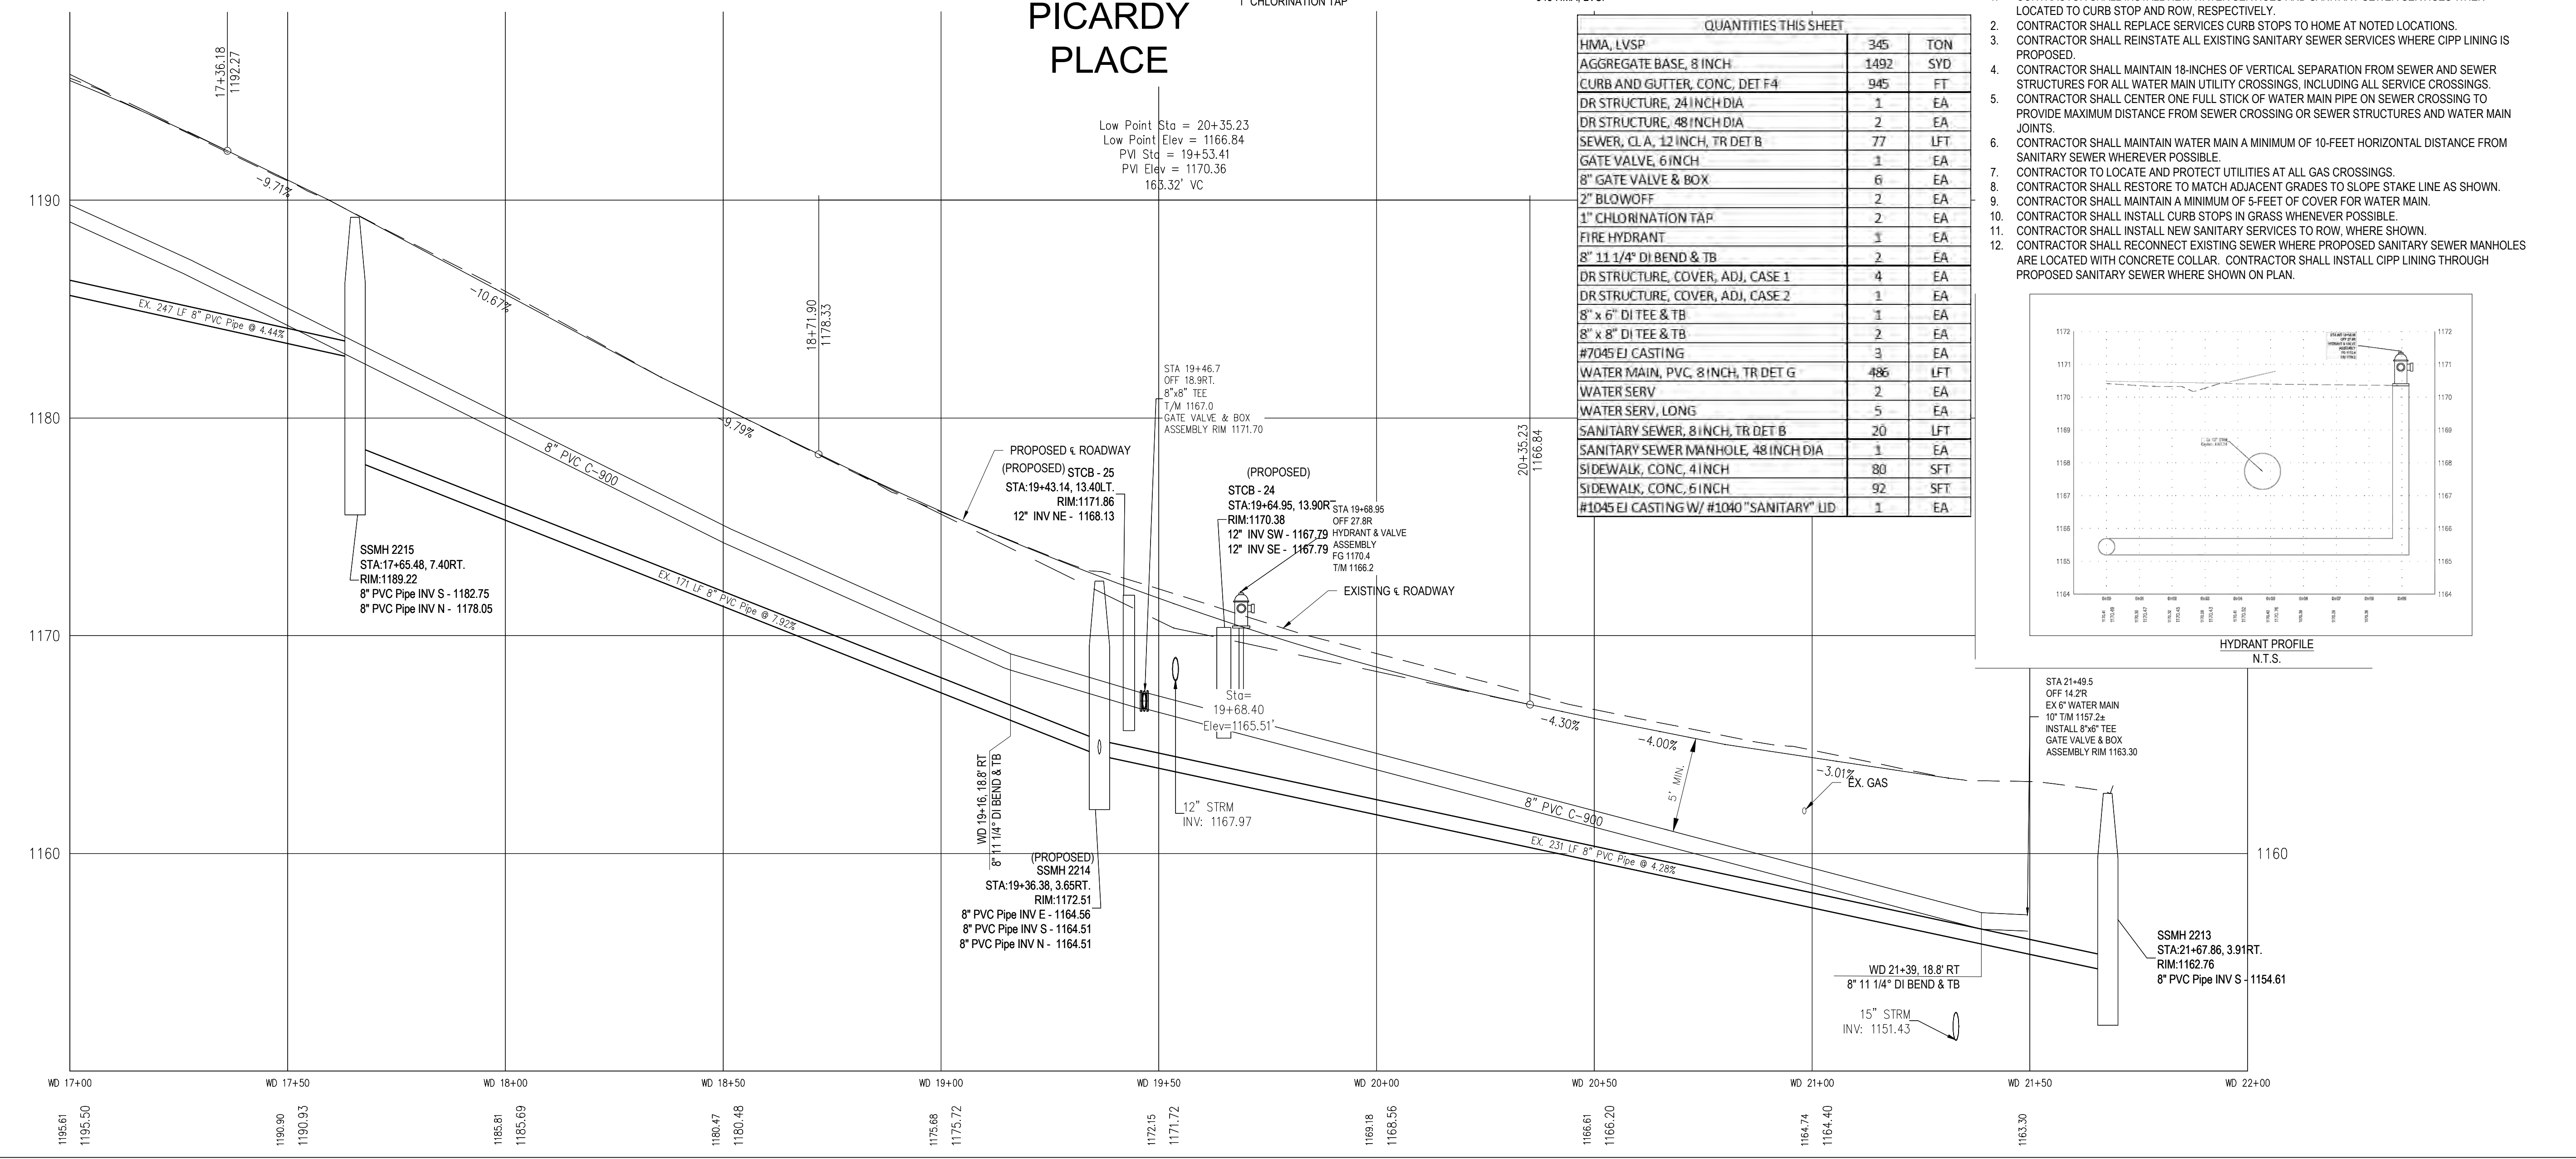 PICARDY
PLACE
1" CHLORINATION TAP
17+36.18
1192.27
Low Point Sta = 20+35.23
Low Point Elev = 1166.84
PVI Sta = 19+53.41
PVI Elev = 1170.36
163.32' VC
1190
1180
1170
1160
-9.71%
-10.67%
-9.79%
EX. 247 LF 8" PVC Pipe @ 4.44%
8" PVC C-900
18+71.90
1178.33
STA 19+46.7
OFF 18.9RT.
8"x8" TEE
T/M 1167.0
GATE VALVE & BOX
ASSEMBLY RIM 1171.70
PROPOSED ℄ ROADWAY
(PROPOSED) STCB - 25
STA:19+43.14, 13.40LT.
RIM:1171.86
12" INV NE - 1168.13
(PROPOSED)
STCB - 24
STA:19+64.95, 13.90R
RIM:1170.38
12" INV SW - 1167.79
12" INV SE - 1167.79
STA 19+68.95
OFF 27.8R
HYDRANT & VALVE
ASSEMBLY
FG 1170.4
T/M 1166.2
EXISTING ℄ ROADWAY
20+35.23
1166.84
SSMH 2215
STA:17+65.48, 7.40RT.
RIM:1189.22
8" PVC Pipe INV S - 1182.75
8" PVC Pipe INV N - 1178.05
EX. 171 LF 8" PVC Pipe @ 7.92%
Sta=
19+68.40
Elev=1165.51'
-4.30%
-4.00%
-3.01%
5' MIN.
EX. GAS
WD 19+16, 18.8' RT
8" 11 1/4° DI BEND & TB
12" STRM
INV: 1167.97
8" PVC C-900
EX. 231 LF 8" PVC Pipe @ 4.28%
(PROPOSED)
SSMH 2214
STA:19+36.38, 3.65RT.
RIM:1172.51
8" PVC Pipe INV E - 1164.56
8" PVC Pipe INV S - 1164.51
8" PVC Pipe INV N - 1164.51
STA 21+49.5
OFF 14.2'R
EX 6" WATER MAIN
10" T/M 1157.2±
INSTALL 8"x6" TEE
GATE VALVE & BOX
ASSEMBLY RIM 1163.30
1160
WD 21+39, 18.8' RT
8" 11 1/4° DI BEND & TB
15" STRM
INV: 1151.43
SSMH 2213
STA:21+67.86, 3.91RT.
RIM:1162.76
8" PVC Pipe INV S - 1154.61
WD 17+00 WD 17+50 WD 18+00 WD 18+50 WD 19+00 WD 19+50 WD 20+00 WD 20+50 WD 21+00 WD 21+50 WD 22+00
1195.61
1195.50
1190.90
1190.93
1185.81
1185.69
1180.47
1180.48
1175.68
1175.72
1172.15
1171.72
1169.18
1168.56
1166.61
1166.20
1164.74
1164.40
1163.30
QUANTITIES THIS SHEET
HMA, LVSP 345 TON
AGGREGATE BASE, 8 INCH 1492 SYD
CURB AND GUTTER, CONC, DET F4 945 FT
DR STRUCTURE, 24 INCH DIA 1 EA
DR STRUCTURE, 48 INCH DIA 2 EA
SEWER, CL A, 12 INCH, TR DET B 77 LFT
GATE VALVE, 6 INCH 1 EA
8" GATE VALVE & BOX 6 EA
2" BLOWOFF 2 EA
1" CHLORINATION TAP 2 EA
FIRE HYDRANT 1 EA
8" 11 1/4° DI BEND & TB 2 EA
DR STRUCTURE, COVER, ADJ, CASE 1 4 EA
DR STRUCTURE, COVER, ADJ, CASE 2 1 EA
8" x 6" DI TEE & TB 1 EA
8" x 8" DI TEE & TB 2 EA
#7045 EJ CASTING 3 EA
WATER MAIN, PVC, 8 INCH, TR DET G 486 LFT
WATER SERV 2 EA
WATER SERV, LONG 5 EA
SANITARY SEWER, 8 INCH, TR DET B 20 LFT
SANITARY SEWER MANHOLE, 48 INCH DIA 1 EA
SIDEWALK, CONC, 4 INCH 80 SFT
SIDEWALK, CONC, 6 INCH 92 SFT
#1045 EJ CASTING W/ #1040 "SANITARY" LID 1 EA
LOCATED TO CURB STOP AND ROW, RESPECTIVELY.
2. CONTRACTOR SHALL REPLACE SERVICES CURB STOPS TO HOME AT NOTED LOCATIONS.
3. CONTRACTOR SHALL REINSTATE ALL EXISTING SANITARY SEWER SERVICES WHERE CIPP LINING IS
PROPOSED.
4. CONTRACTOR SHALL MAINTAIN 18-INCHES OF VERTICAL SEPARATION FROM SEWER AND SEWER
STRUCTURES FOR ALL WATER MAIN UTILITY CROSSINGS, INCLUDING ALL SERVICE CROSSINGS.
5. CONTRACTOR SHALL CENTER ONE FULL STICK OF WATER MAIN PIPE ON SEWER CROSSING TO
PROVIDE MAXIMUM DISTANCE FROM SEWER CROSSING OR SEWER STRUCTURES AND WATER MAIN
JOINTS.
6. CONTRACTOR SHALL MAINTAIN WATER MAIN A MINIMUM OF 10-FEET HORIZONTAL DISTANCE FROM
SANITARY SEWER WHEREVER POSSIBLE.
7. CONTRACTOR TO LOCATE AND PROTECT UTILITIES AT ALL GAS CROSSINGS.
8. CONTRACTOR SHALL RESTORE TO MATCH ADJACENT GRADES TO SLOPE STAKE LINE AS SHOWN.
9. CONTRACTOR SHALL MAINTAIN A MINIMUM OF 5-FEET OF COVER FOR WATER MAIN.
10. CONTRACTOR SHALL INSTALL CURB STOPS IN GRASS WHENEVER POSSIBLE.
11. CONTRACTOR SHALL INSTALL NEW SANITARY SERVICES TO ROW, WHERE SHOWN.
12. CONTRACTOR SHALL RECONNECT EXISTING SEWER WHERE PROPOSED SANITARY SEWER MANHOLES
ARE LOCATED WITH CONCRETE COLLAR. CONTRACTOR SHALL INSTALL CIPP LINING THROUGH
PROPOSED SANITARY SEWER WHERE SHOWN ON PLAN.
1172 1172
1171 1171
1170 1170
1170 1170
1169 1169
1168 1168
1167 1167
1166 1166
1165 1165
1164 1164
HYDRANT PROFILE
N.T.S.